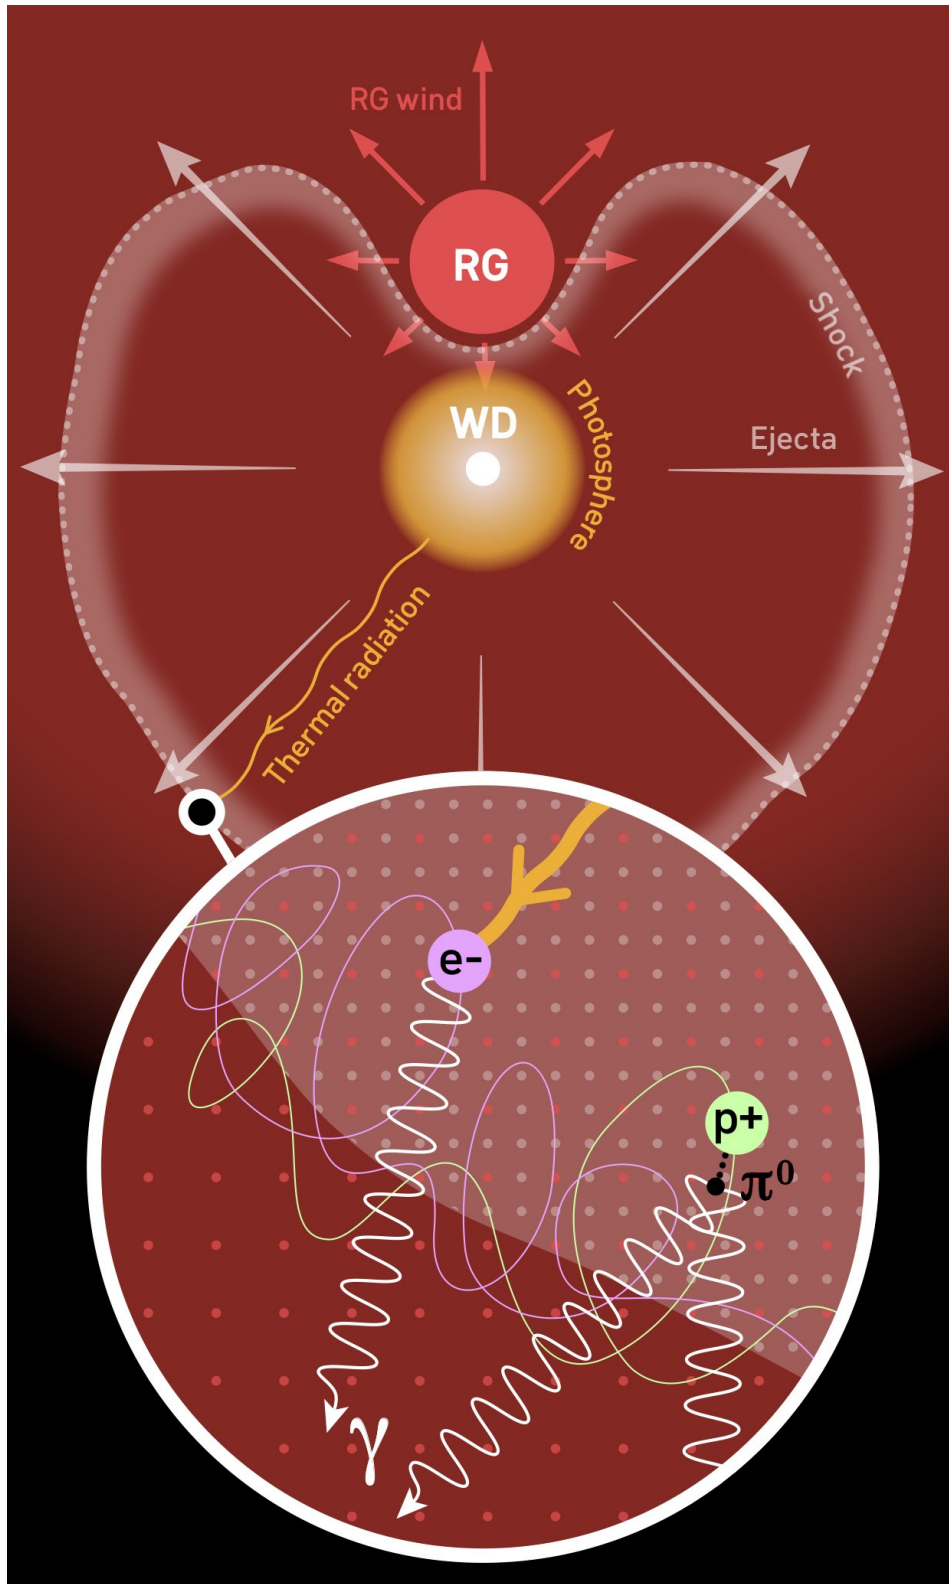 RG wind
RG
Shock
WD
Photosphere
Ejecta
Thermal radiation
e-
p+
π⁰
γ